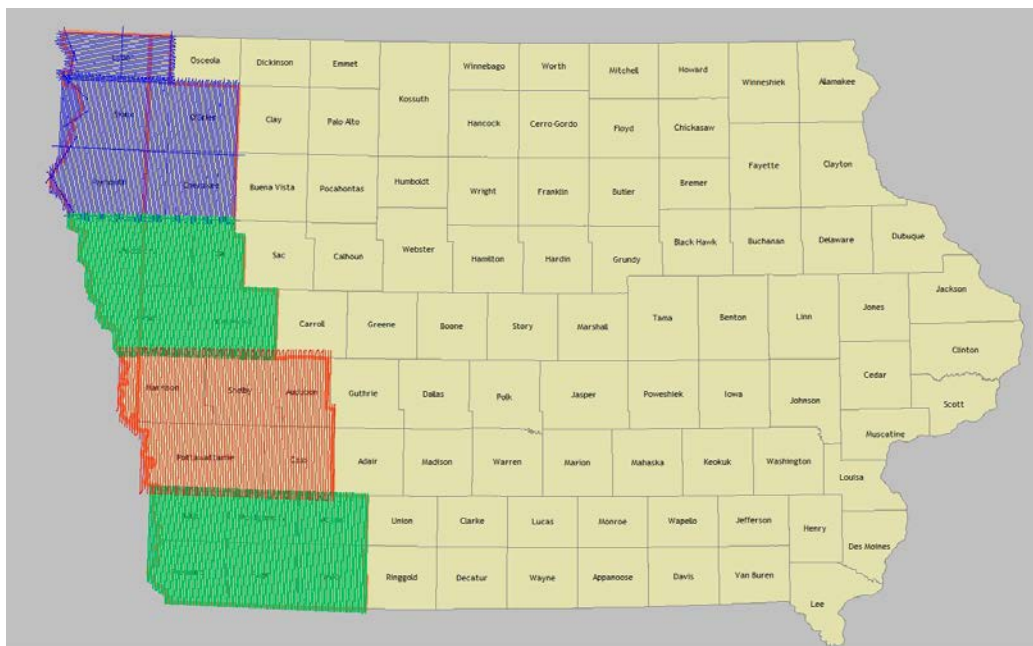 Osceola Dickinson Emmet Winnebago Worth Mitchell Howard
Winneshiek Allamakee
Kossuth
Clay Palo Alto Hancock Cerro Gordo Floyd Chickasaw
Fayette Clayton
Buena Vista Pocahontas Humboldt Wright Franklin Butler Bremer
Sac Calhoun Webster Hamilton Hardin Grundy Black Hawk Buchanan Delaware Dubuque
Jackson
Carroll Greene Boone Story Marshall Tama Benton Linn Jones
Clinton
Harrison Shelby Audubon Guthrie Dallas Polk Jasper Poweshiek Iowa Johnson Cedar Scott
Muscatine
Pottawattamie Cass Adair Madison Warren Marion Mahaska Keokuk Washington
Louisa
Union Clarke Lucas Monroe Wapello Jefferson Henry
Des Moines
Ringgold Decatur Wayne Appanoose Davis Van Buren
Lee